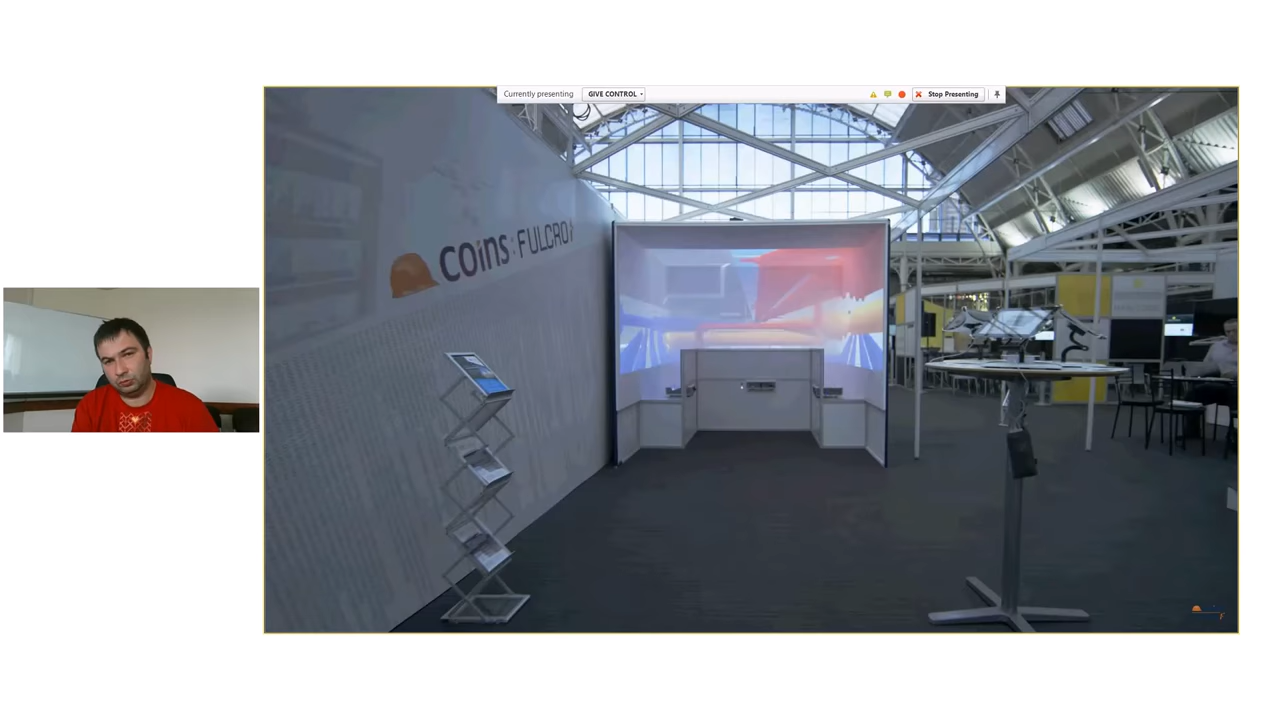 Currently presenting
GIVE CONTROL
Stop Presenting
coins: FULCRO